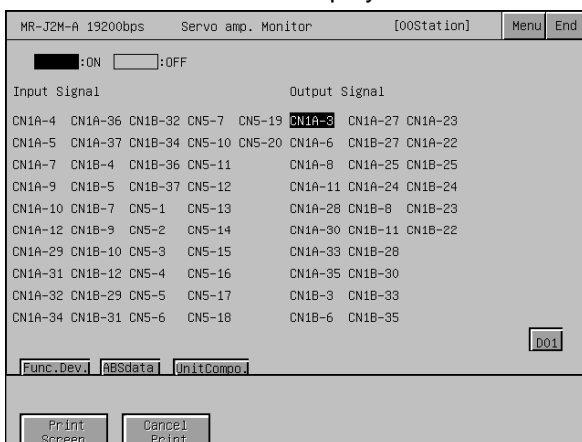 MR-J2M-A 19200bps Servo amp. Monitor [00Station] Menu End
:ON :OFF
Input Signal Output Signal
CN1A-4 CN1A-36 CN1B-32 CN5-7 CN5-19 CN1A-3 CN1A-27 CN1A-23
CN1A-5 CN1A-37 CN1B-34 CN5-10 CN5-20 CN1A-6 CN1B-27 CN1A-22
CN1A-7 CN1B-4 CN1B-36 CN5-11 CN1A-8 CN1A-25 CN1B-25
CN1A-9 CN1B-5 CN1B-37 CN5-12 CN1A-11 CN1A-24 CN1B-24
CN1A-10 CN1B-7 CN5-1 CN5-13 CN1A-28 CN1B-8 CN1B-23
CN1A-12 CN1B-9 CN5-2 CN5-14 CN1A-30 CN1B-11 CN1B-22
CN1A-29 CN1B-10 CN5-3 CN5-15 CN1A-33 CN1B-28
CN1A-31 CN1B-12 CN5-4 CN5-16 CN1A-35 CN1B-30
CN1A-32 CN1B-29 CN5-5 CN5-17 CN1B-3 CN1B-33
CN1A-34 CN1B-31 CN5-6 CN5-18 CN1B-6 CN1B-35
DO1
Func.Dev. ABSdata UnitCompo.
Print Cancel
Screen Print